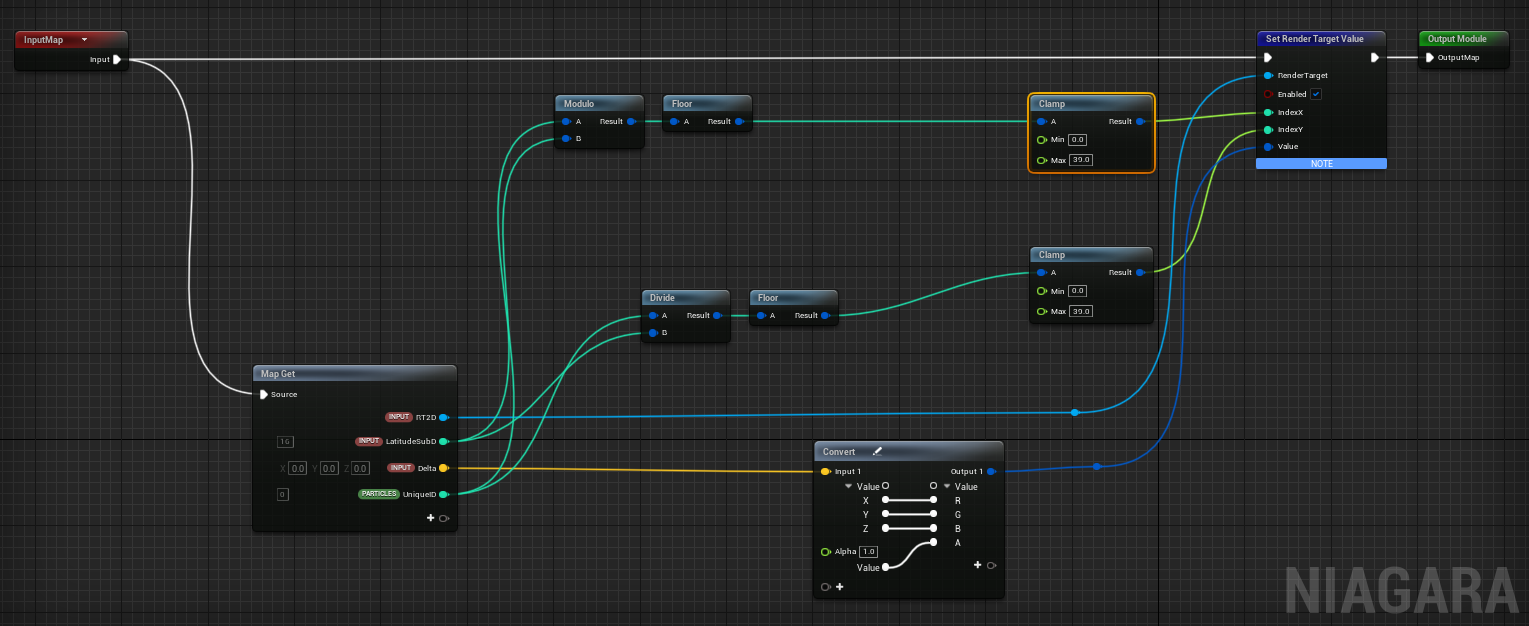 InputMap
Input
Set Render Target Value
RenderTarget
Enabled
IndexX
IndexY
Value
NOTE
Output Module
OutputMap
Modulo
A Result
B
Floor
A Result
Clamp
A Result
Min 0.0
Max 39.0
Clamp
A Result
Min 0.0
Max 39.0
Divide
A Result
B
Floor
A Result
Map Get
Source
INPUT RT2D
16 INPUT LatitudeSubD
X 0.0 Y 0.0 Z 0.0 INPUT Delta
0 PARTICLES UniqueID
Convert
Input 1 Output 1
Value Value
X R
Y G
Z B
A
Alpha 1.0
Value
NIAGARA